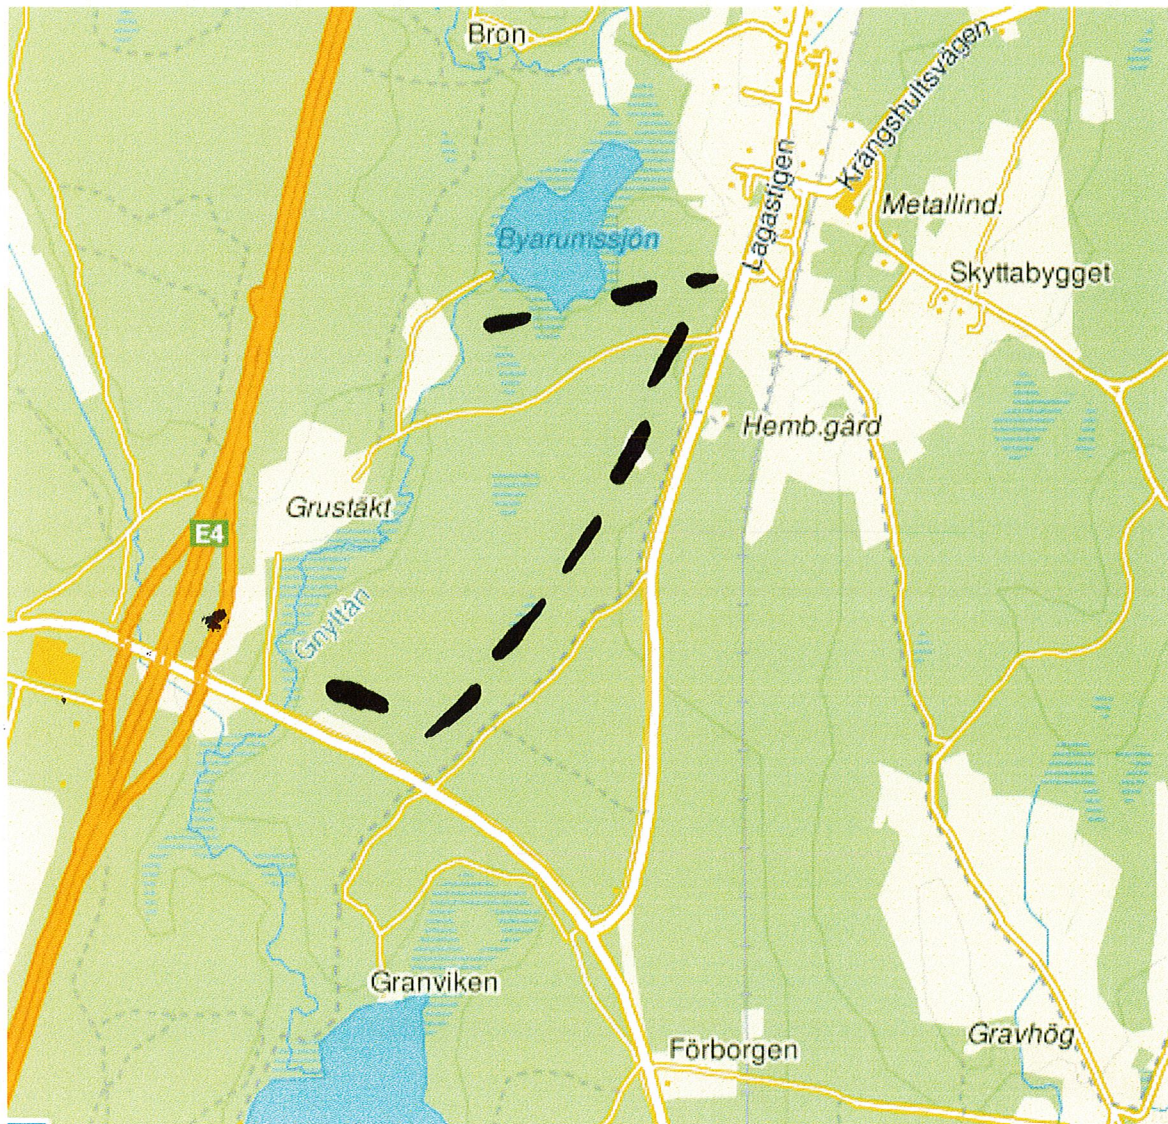 Bron
Krängshultsvägen
Lagastigen
Metallind.
Byarumssjön
Skyttabygget
Hemb.gård
Grustäkt
E4
Gnyltån
Granviken
Gravhög
Förborgen